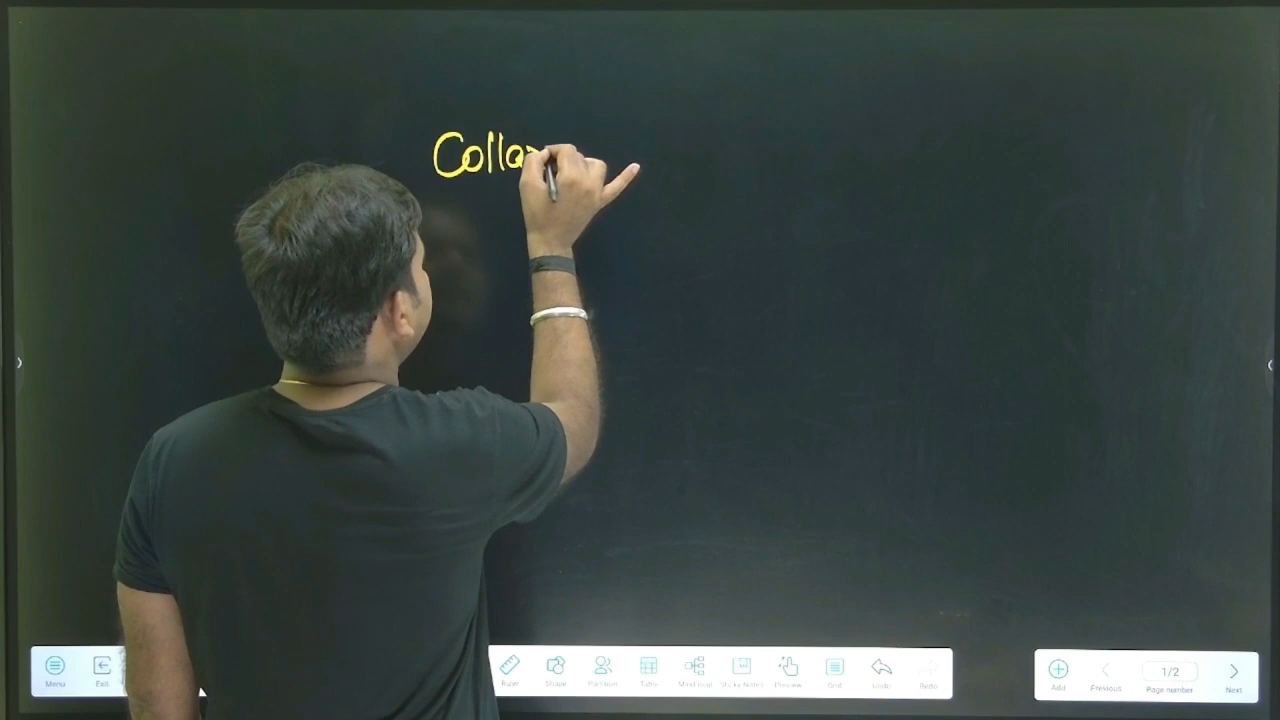 Colla
Menu
Exit
Ruler
Shape
Partition
Table
Mind map
Sticky Notes
Preview
Grid
Undo
Redo
Add
Previous
1/2
Page number
Next